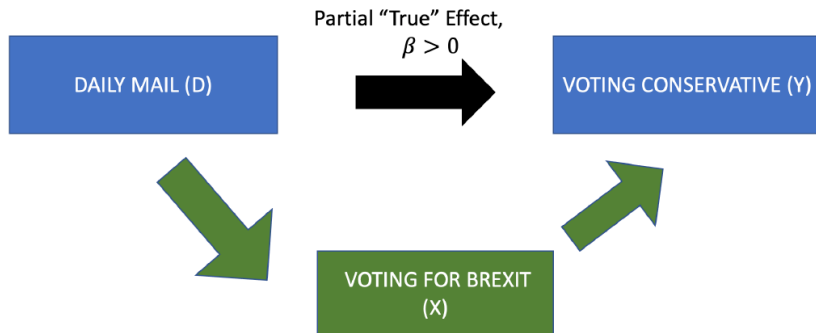 Partial “True” Effect,
β > 0
DAILY MAIL (D)
VOTING CONSERVATIVE (Y)
VOTING FOR BREXIT
(X)